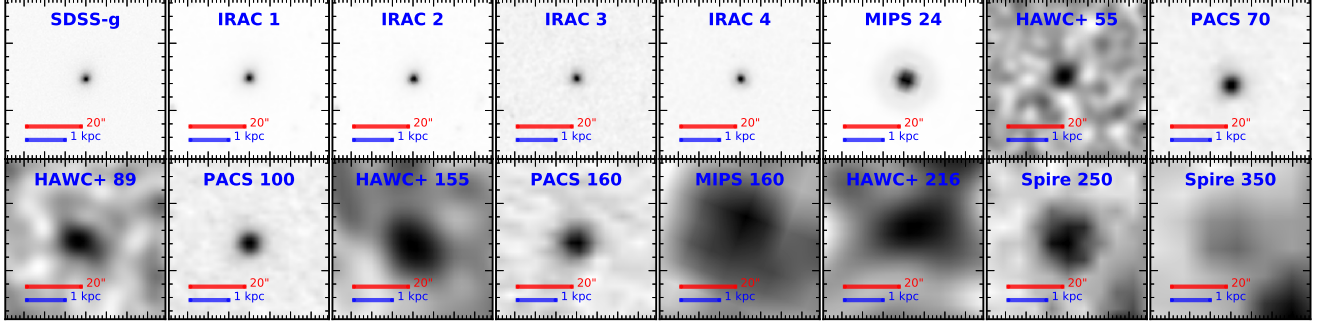 SDSS-g IRAC 1 IRAC 2 IRAC 3 IRAC 4 MIPS 24 HAWC+ 55 PACS 70
20" 20" 20" 20" 20" 20" 20" 20"
1 kpc 1 kpc 1 kpc 1 kpc 1 kpc 1 kpc 1 kpc 1 kpc
HAWC+ 89 PACS 100 HAWC+ 155 PACS 160 MIPS 160 HAWC+ 216 Spire 250 Spire 350
20" 20" 20" 20" 20" 20" 20" 20"
1 kpc 1 kpc 1 kpc 1 kpc 1 kpc 1 kpc 1 kpc 1 kpc